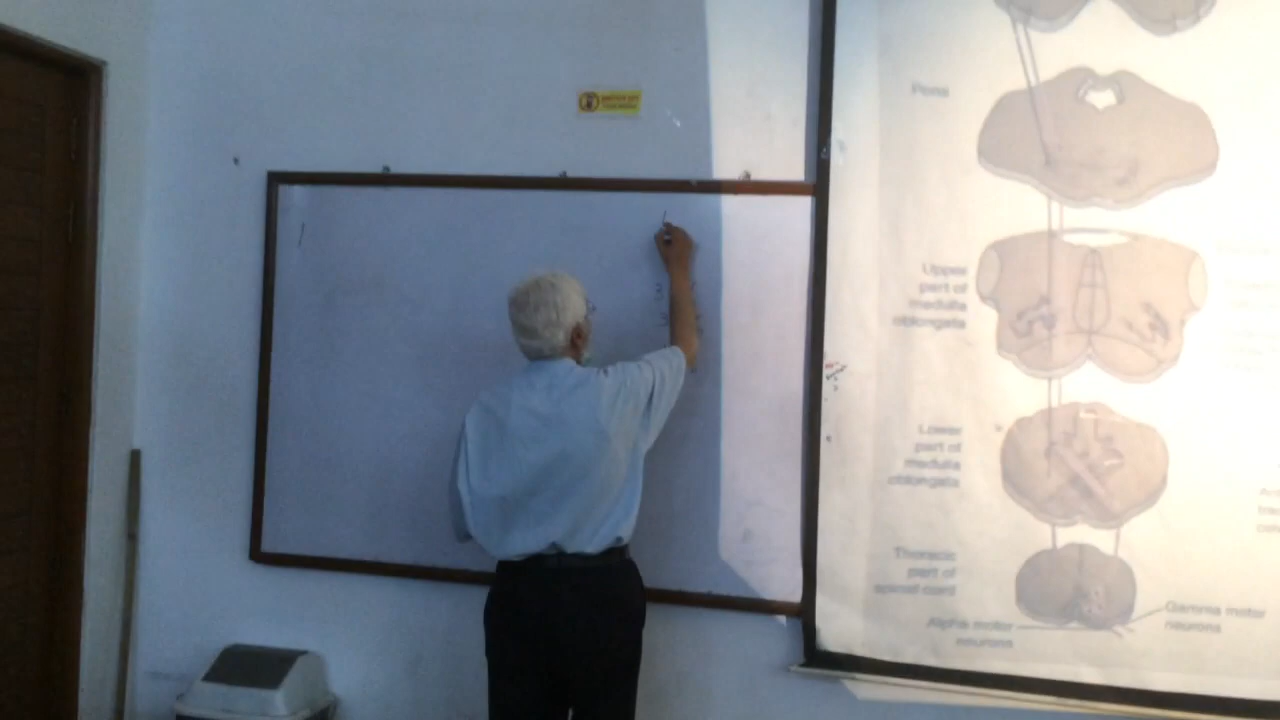 Pons
Upper
part of
medulla
oblongata
Lower
part of
medulla
oblongata
Thoracic
part of
spinal cord
Alpha motor
neurons
Gamma motor
neurons